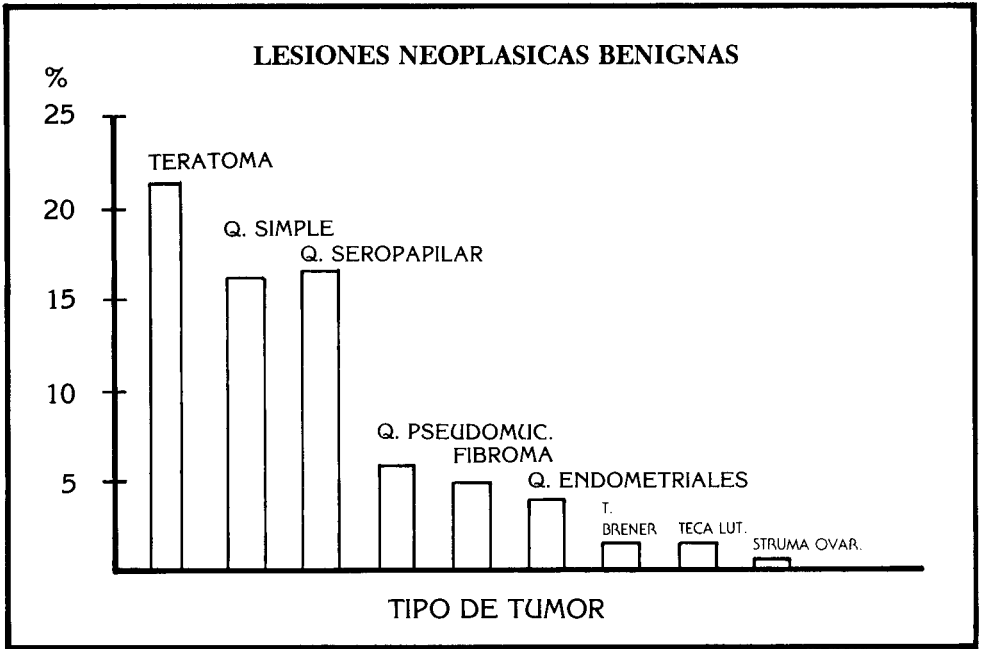 LESIONES NEOPLASICAS BENIGNAS
%
25
20
15
10
5
TERATOMA
Q. SIMPLE
Q. SEROPAPILAR
Q. PSEUDOMUC.
FIBROMA
Q. ENDOMETRIALES
T.
BRENER
TECA LUT.
STRUMA OVAR.
TIPO DE TUMOR